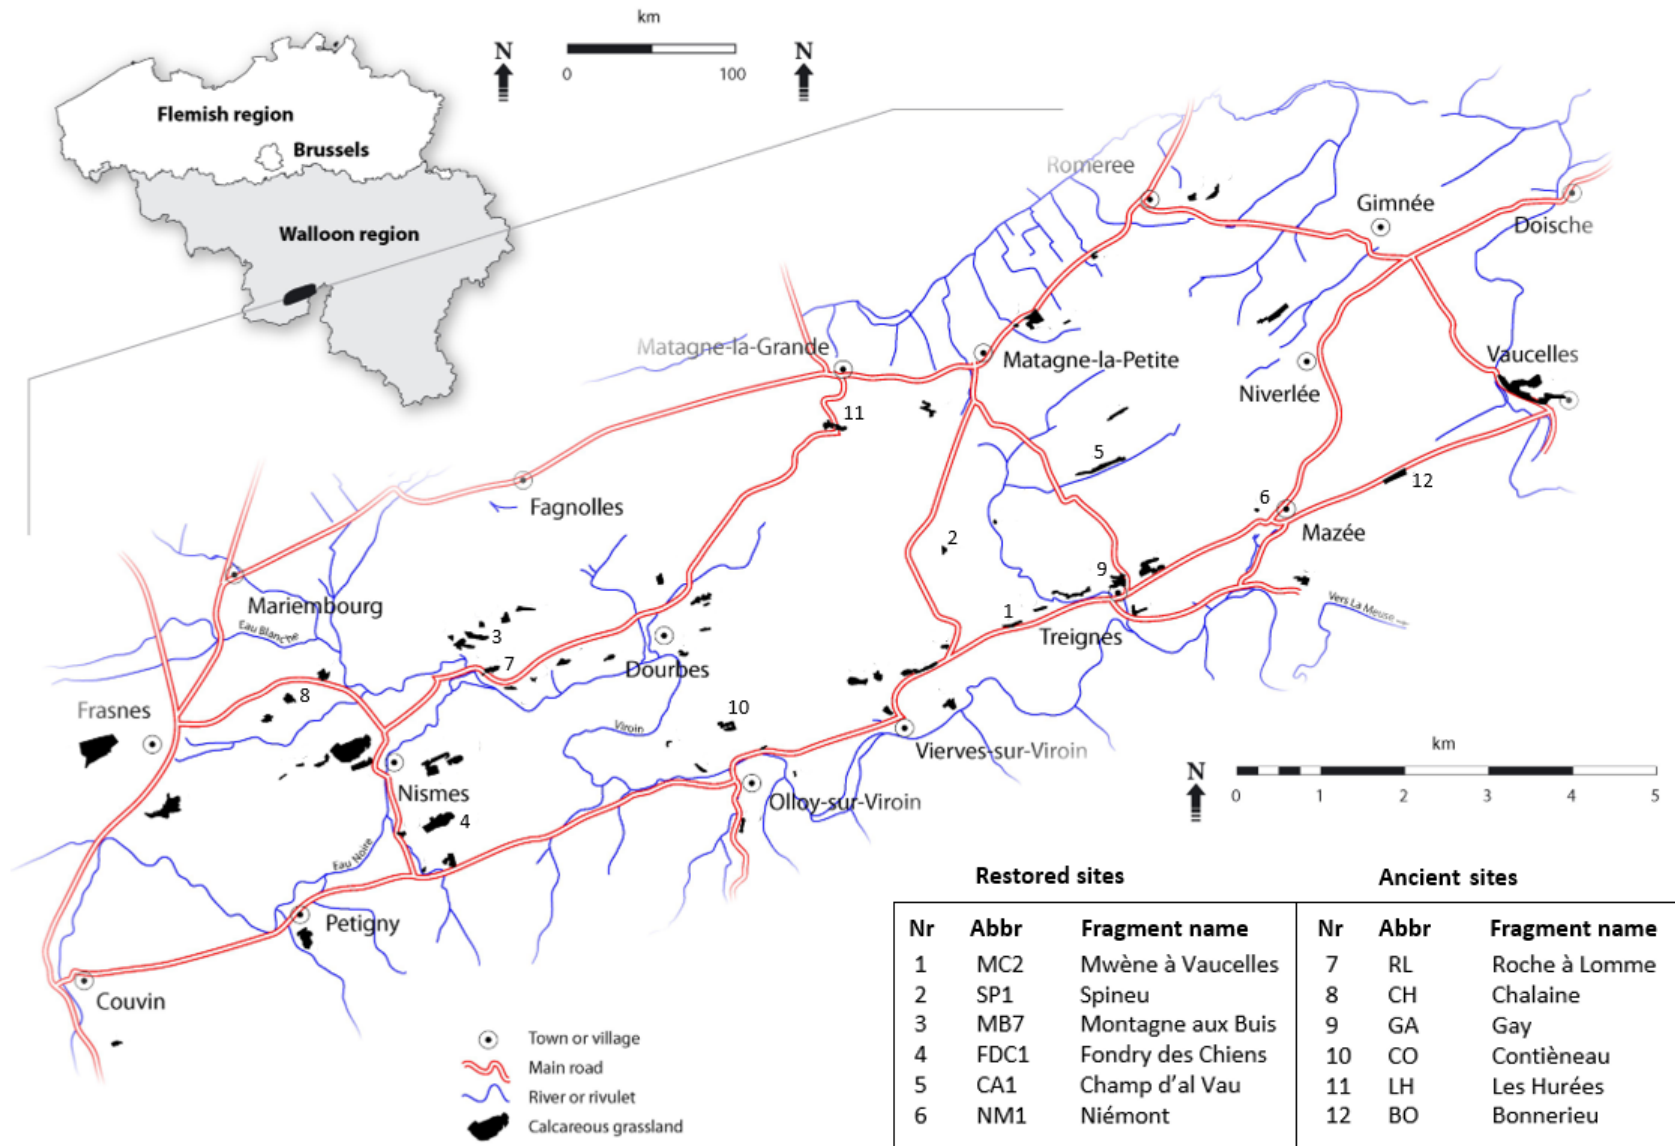 km
N
N
0
100
Flemish region
Brussels
Walloon region
Romeree
Gimnée
Doische
Matagne-la-Grande
Matagne-la-Petite
Vaucelles
Niverlée
11
5
12
6
Fagnolles
Mazée
2
9
Mariembourg
Eau Blanche
Vers La Meuse
3
1
Treignes
7
Dourbes
8
Frasnes
10
Viroin
Vierves-sur-Viroin
km
N
0 1 2 3 4 5
Nismes
Olloy-sur-Viroin
4
Eau Noire
Petigny
Couvin
Town or village
Main road
River or rivulet
Calcareous grassland
Restored sites
Nr Abbr Fragment name
1 MC2 Mwène à Vaucelles
2 SP1 Spineu
3 MB7 Montagne aux Buis
4 FDC1 Fondry des Chiens
5 CA1 Champ d'al Vau
6 NM1 Niémont
Ancient sites
Nr Abbr Fragment name
7 RL Roche à Lomme
8 CH Chalaine
9 GA Gay
10 CO Contièneau
11 LH Les Hurées
12 BO Bonnerieu